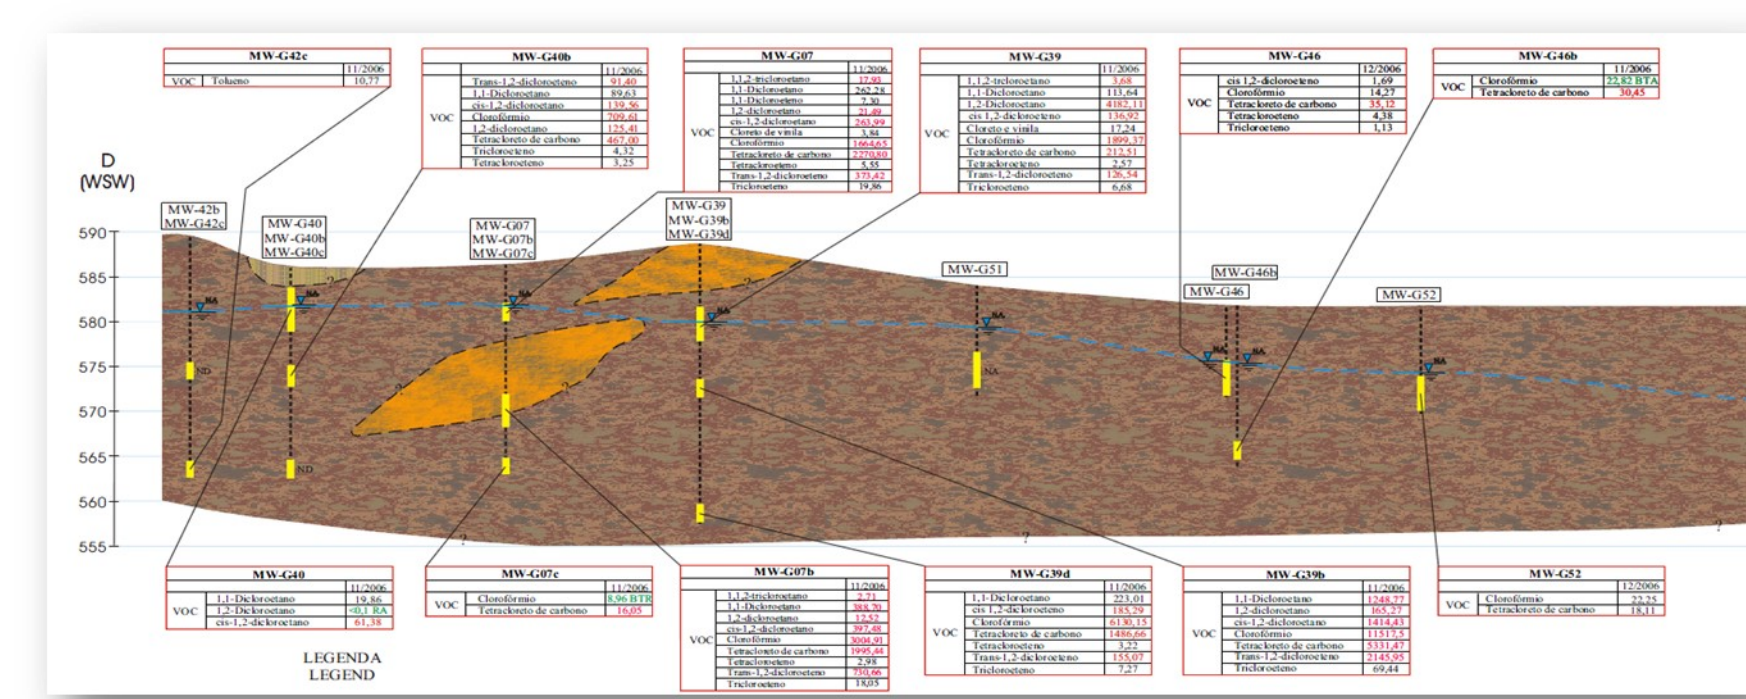 MW-G42c
11/2006
VOC Tolueno 10,77
MW-G40b
11/2006
VOC
Trans-1,2-dicloroeteno 91,40
1,1-Dicloroetano 89,63
cis-1,2-dicloroetano 139,56
Clorofórmio 709,61
1,2-dicloroetano 125,41
Tetracloreto de carbono 467,00
Tricloroeteno 4,32
Tetracloroeteno 3,25
MW-G07
11/2006
VOC
1,1,2-tricloroetano 17,93
1,1-Dicloroetano 262,28
1,1-Dicloroeteno 7,30
1,2-dicloroetano 21,49
cis-1,2-dicloroetano 263,99
Cloreto de vinila 3,84
Clorofórmio 1664,65
Tetracloreto de carbono 2270,80
Tetracloroeteno 5,55
Trans-1,2-dicloroeteno 373,42
Tricloroeteno 19,86
MW-G39
11/2006
VOC
1,1,2-trcloroetano 3,68
1,1-Dicloroetano 113,64
1,2-Dicloroetano 4182,11
cis 1,2-dicloroeteno 136,92
Cloreto e vinila 17,24
Clorofórmio 1899,37
Tetracloreto de carbono 212,51
Tetracloroeteno 2,57
Trans-1,2-dicloroeteno 126,54
Tricloroeteno 6,68
MW-G46
12/2006
VOC
cis 1,2-dicloroeteno 1,69
Clorofórmio 14,27
Tetracloreto de carbono 35,12
Tetracloroeteno 4,38
Tricloroeteno 1,13
MW-G46b
11/2006
VOC
Clorofórmio 22,82 BTA
Tetracloreto de carbono 30,45
D
(WSW)
MW-42b
MW-G42c
MW-G40
MW-G40b
MW-G40c
MW-G07
MW-G07b
MW-G07c
MW-G39
MW-G39b
MW-G39d
MW-G51
MW-G46b
MW-G46
MW-G52
590
585
580
575
570
565
560
555
NA
NA
NA
NA
NA
NA
NA
NA
ND
NA
ND
?
?
?
?
?
?
?
MW-G40
11/2006
VOC
1,1-Dicloroetano 19,86
1,2-Dicloroetano <0,1 RA
cis-1,2-dicloroetano 61,38
MW-G07c
11/2006
VOC
Clorofórmio 8,96 BTR
Tetracloreto de carbono 16,05
MW-G07b
11/2006
VOC
1,1,2-tricloroetano 2,71
1,1-Dicloroetano 388,70
1,2-dicloroetano 12,52
cis-1,2-dicloroetano 397,48
Clorofórmio 3004,91
Tetracloreto de carbono 1995,44
Tetracloroeteno 2,98
Trans-1,2-dicloroeteno 730,66
Tricloroeteno 18,05
MW-G39d
11/2006
VOC
1,1-Dicloroetano 223,01
cis 1,2-dicloroeteno 185,29
Clorofórmio 6130,15
Tetracloreto de carbono 1486,66
Tetracloroeteno 3,22
Trans-1,2-dicloroeteno 155,07
Tricloroeteno 7,27
MW-G39b
11/2006
VOC
1,1-Dicloroetano 1248,77
1,2-dicloroetano 165,27
cis-1,2-dicloroetano 1414,43
Clorofórmio 11517,5
Tetracloreto de carbono 5331,47
Trans-1,2-dicloroeteno 2145,95
Tricloroeteno 69,44
MW-G52
12/2006
VOC
Clorofórmio 22,25
Tetracloreto de carbono 18,11
LEGENDA
LEGEND